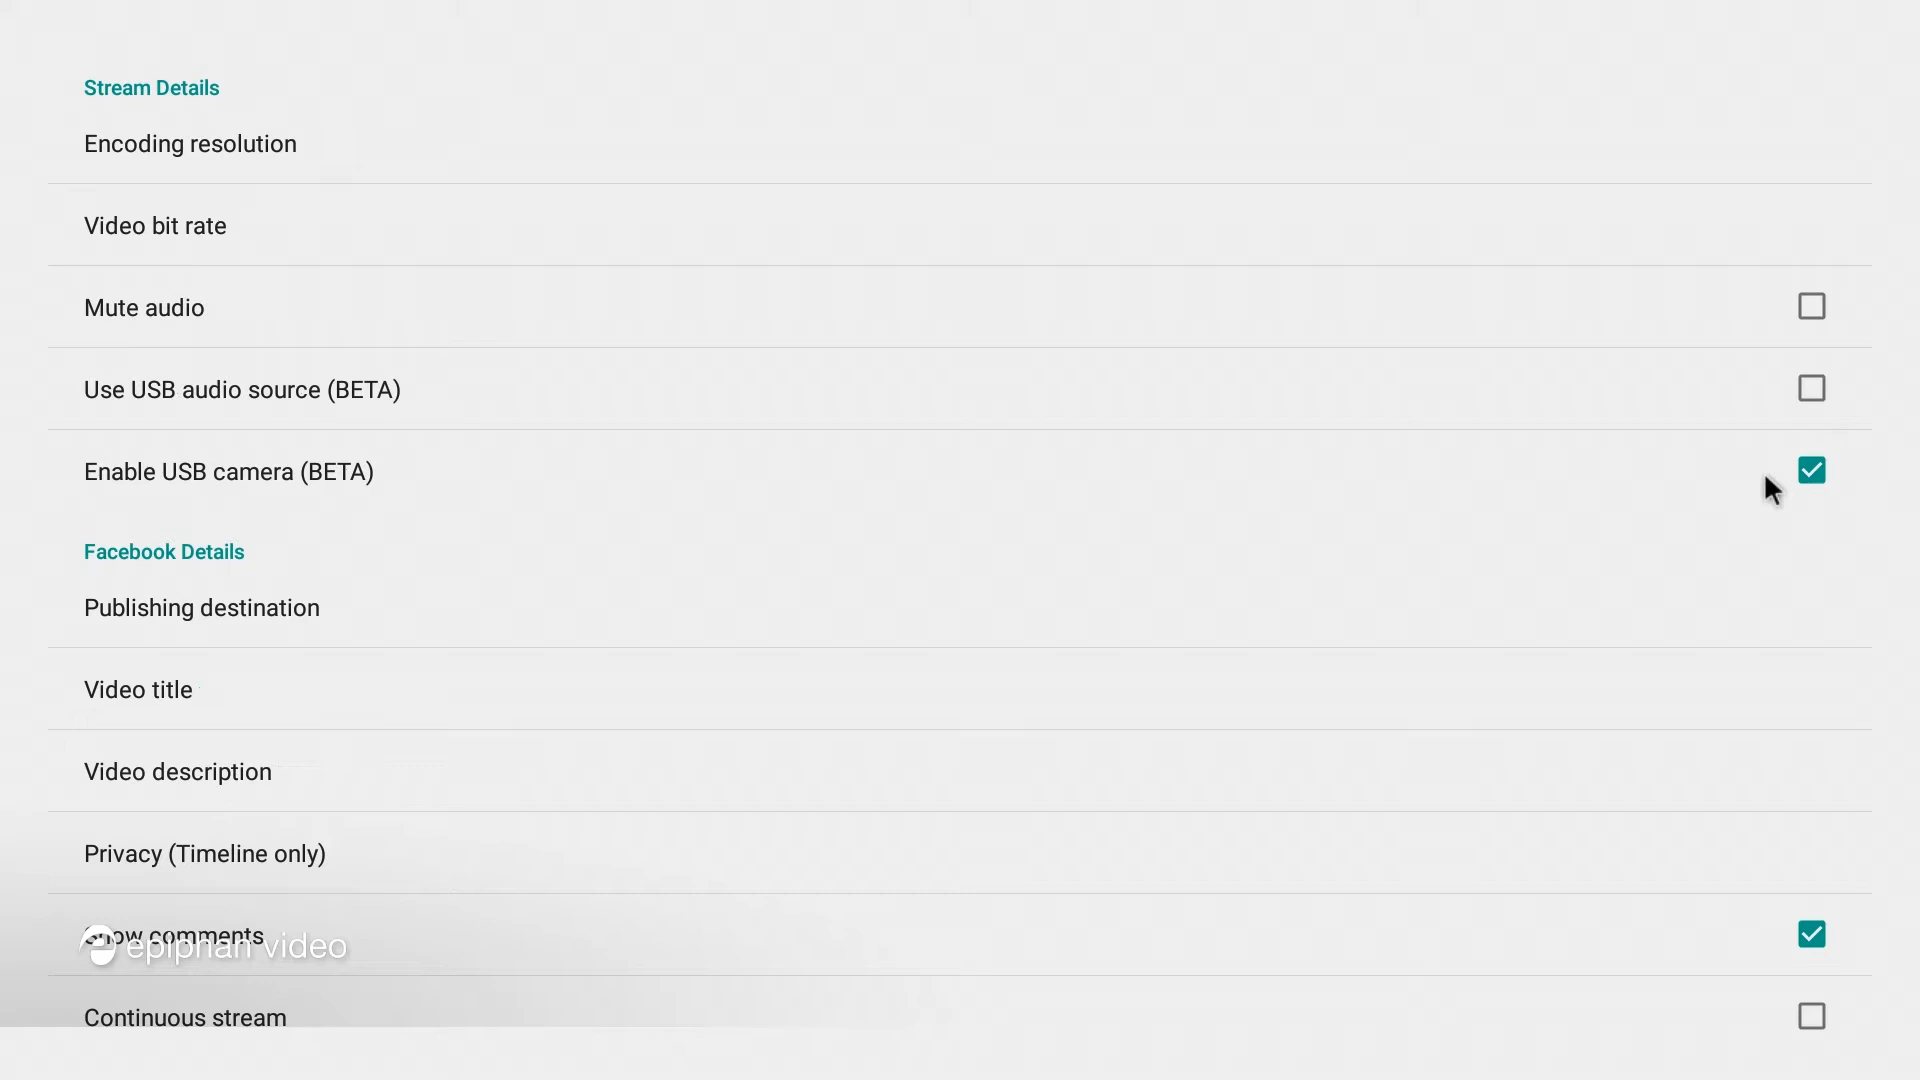 Stream Details
Encoding resolution
Video bit rate
Mute audio
Use USB audio source (BETA)
Enable USB camera (BETA)
Facebook Details
Publishing destination
Video title
Video description
Privacy (Timeline only)
Show comments
epiphan video
Continuous stream